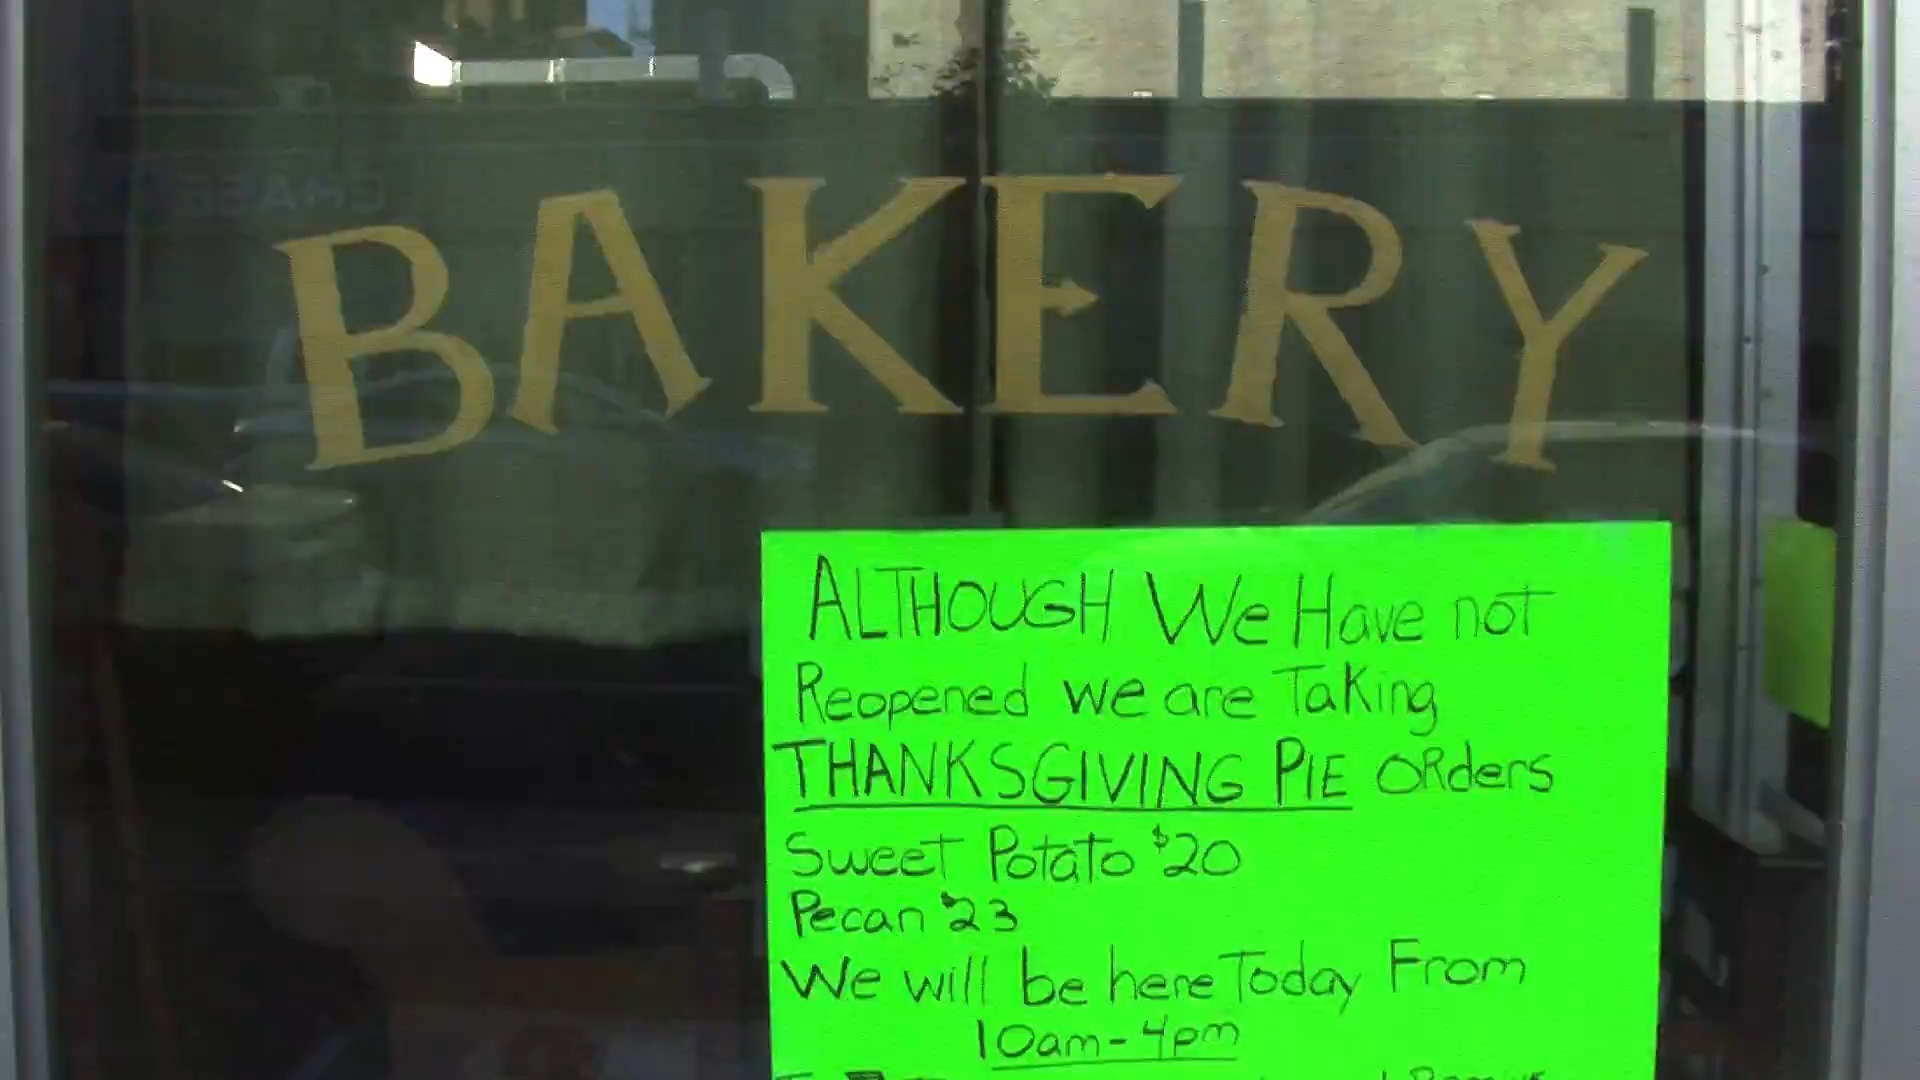 BAKERY
ALTHOUGH We Have not
Reopened we are Taking
THANKSGIVING PIE ORders
Sweet Potato $20
Pecan $23
We will be here Today From
10am-4pm